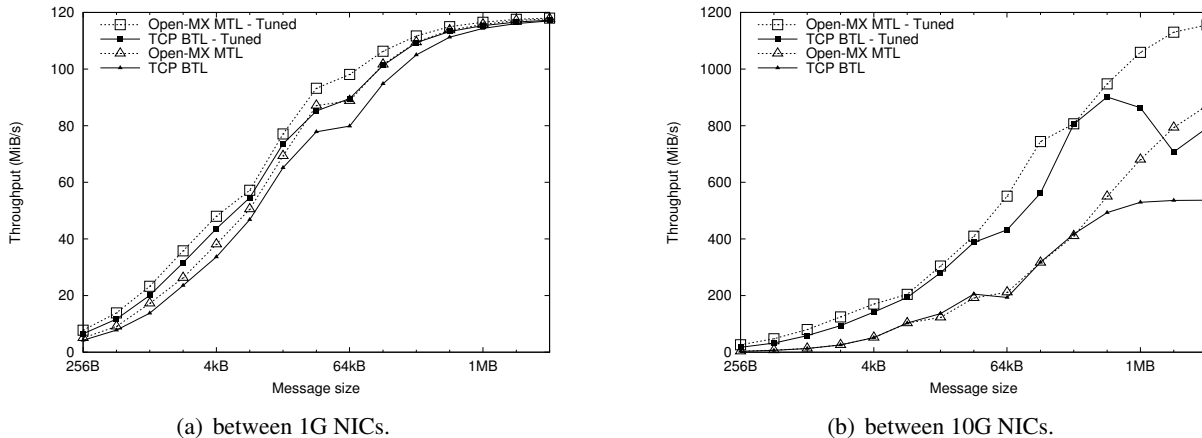 120
100
80
60
40
20
0
Throughput (MiB/s)
Open-MX MTL - Tuned
TCP BTL - Tuned
Open-MX MTL
TCP BTL
256B 4kB 64kB 1MB
Message size
(a) between 1G NICs.
1200
1000
800
600
400
200
0
Throughput (MiB/s)
Open-MX MTL - Tuned
TCP BTL - Tuned
Open-MX MTL
TCP BTL
256B 4kB 64kB 1MB
Message size
(b) between 10G NICs.